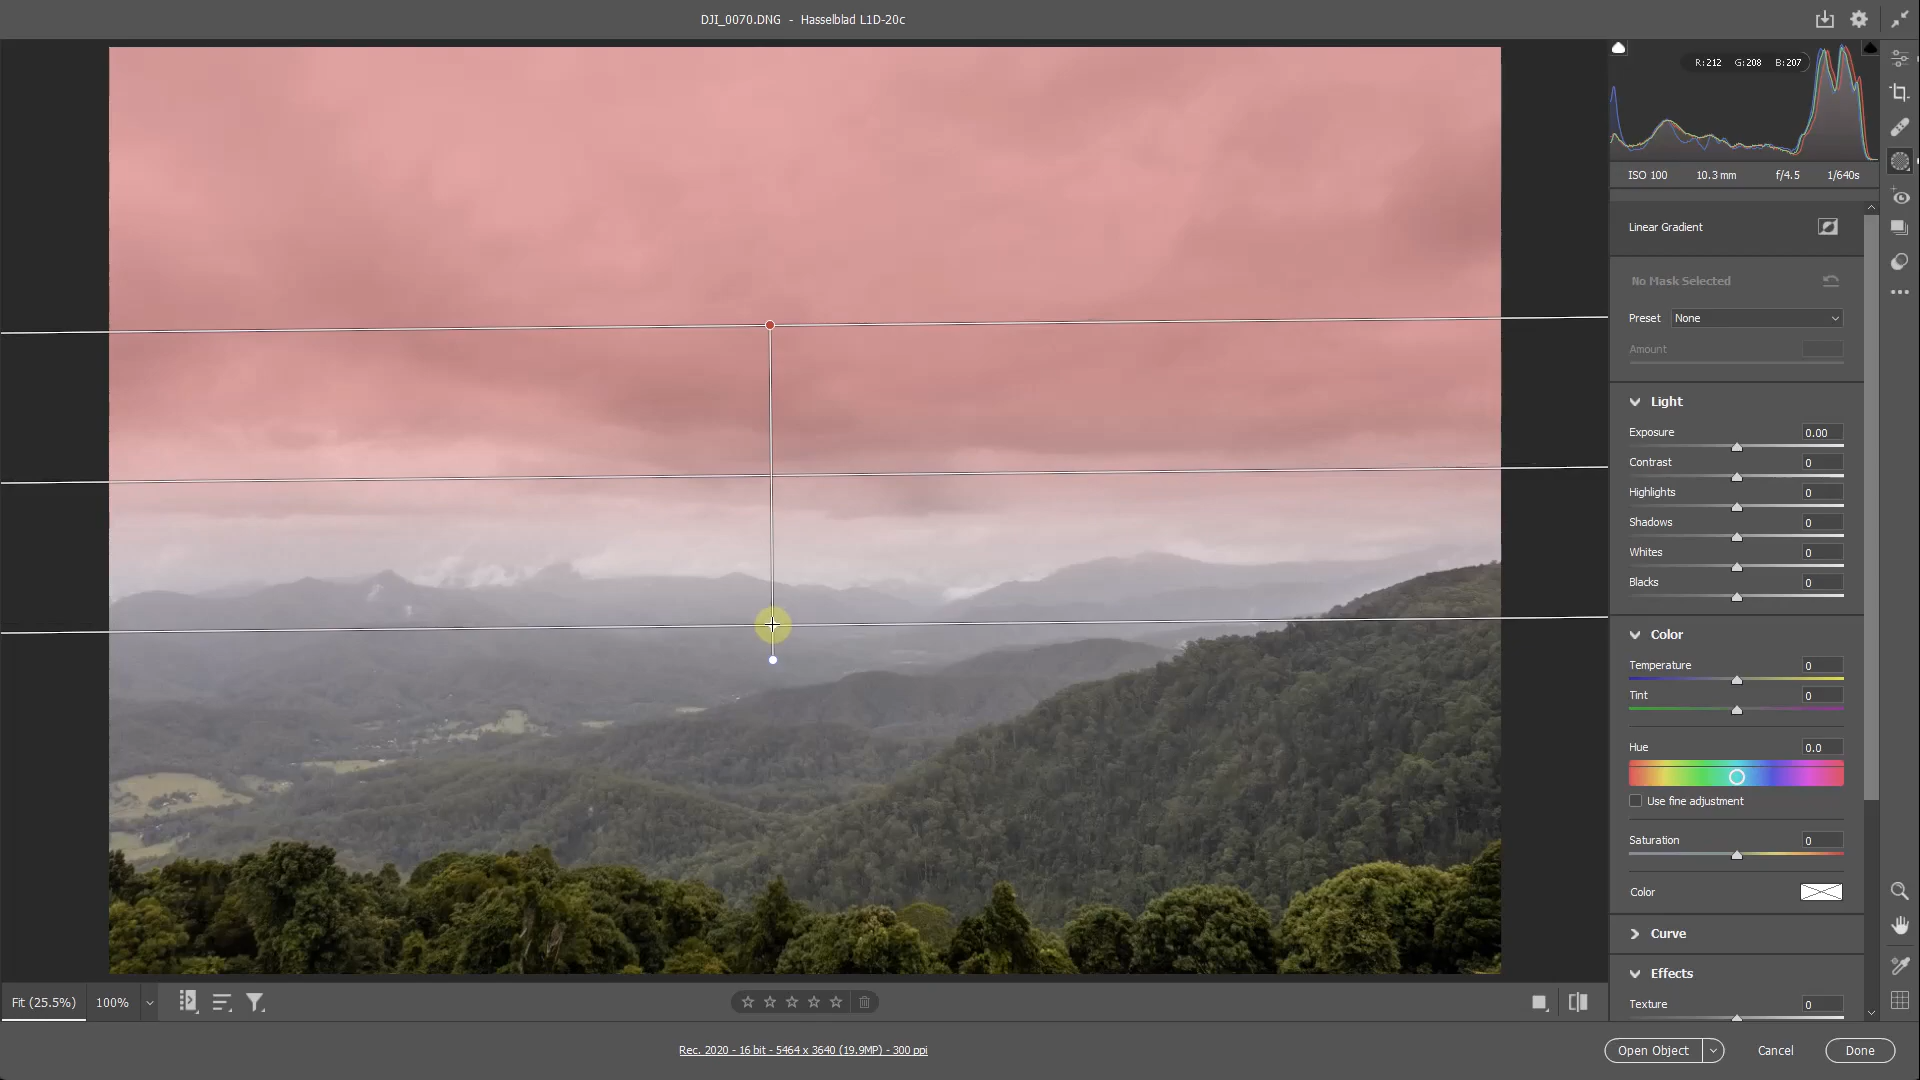 DJI_0070.DNG - Hasselblad L1D-20c
R:212 G:208 B:207
ISO 100 10.3 mm f/4.5 1/640s
Linear Gradient
No Mask Selected
Preset None
Amount
Light
Exposure 0.00
Contrast 0
Highlights 0
Shadows 0
Whites 0
Blacks 0
Color
Temperature 0
Tint 0
Hue 0.0
Use fine adjustment
Saturation 0
Color
Curve
Effects
Texture 0
Fit (25.5%) 100%
Rec. 2020 - 16 bit - 5464 x 3640 (19.9MP) - 300 ppi
Open Object Cancel Done